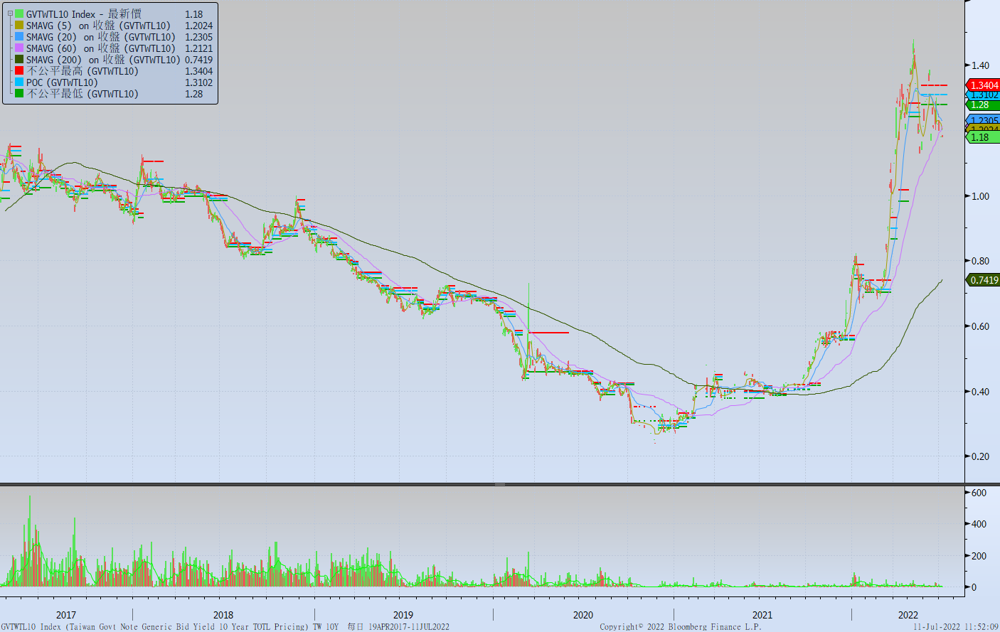 GVTWTL10 Index - 最新價 1.18
SMAVG (5) on 收盤 (GVTWTL10) 1.2024
SMAVG (20) on 收盤 (GVTWTL10) 1.2305
SMAVG (60) on 收盤 (GVTWTL10) 1.2121
SMAVG (200) on 收盤 (GVTWTL10) 0.7419
不公平最高 (GVTWTL10) 1.3404
POC (GVTWTL10) 1.3102
不公平最低 (GVTWTL10) 1.28
1.40
1.3404
1.3102
1.28
1.2305
1.2024
1.18
1.00
0.80
0.7419
0.60
0.40
0.20
600
400
200
0
2017 2018 2019 2020 2021 2022
GVTWTL10 Index (Taiwan Govt Note Generic Bid Yield 10 Year TOTL Pricing) TW 10Y 每日 19APR2017-11JUL2022 Copyright© 2022 Bloomberg Finance L.P. 11-Jul-2022 11:52:09